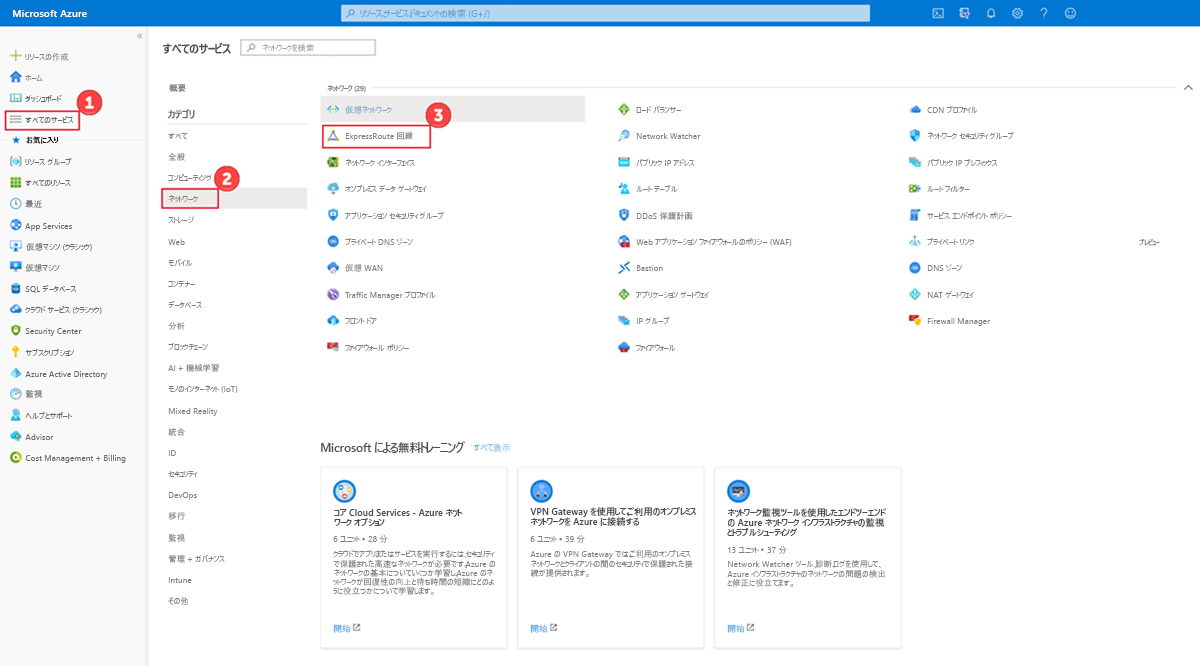 Microsoft Azure
リソース、サービス、ドキュメントの検索 (G+/)
«
リソースの作成
ホーム
ダッシュボード
1
すべてのサービス
お気に入り
リソース グループ
すべてのリソース
最近
App Services
仮想マシン (クラシック)
仮想マシン
SQL データベース
クラウド サービス (クラシック)
Security Center
サブスクリプション
Azure Active Directory
監視
ヘルプとサポート
Advisor
Cost Management + Billing
すべてのサービス
ネットワークを検索
概要
カテゴリ
すべて
全般
コンピューティング
2
ネットワーク
ストレージ
Web
モバイル
コンテナー
データベース
分析
ブロックチェーン
AI + 機械学習
モノのインターネット (IoT)
Mixed Reality
統合
ID
セキュリティ
DevOps
移行
監視
管理 + ガバナンス
Intune
その他
ネットワーク (29)
仮想ネットワーク
3
ExpressRoute 回線
ネットワーク インターフェイス
オンプレミス データ ゲートウェイ
アプリケーション セキュリティ グループ
プライベート DNS ゾーン
仮想 WAN
Traffic Manager プロファイル
フロント ドア
ファイアウォール ポリシー
ロード バランサー
Network Watcher
パブリック IP アドレス
ルート テーブル
DDoS 保護計画
Web アプリケーション ファイアウォールのポリシー (WAF)
Bastion
アプリケーション ゲートウェイ
IP グループ
ファイアウォール
CDN プロファイル
ネットワーク セキュリティ グループ
パブリック IP プレフィックス
ルート フィルター
サービス エンドポイント ポリシー
プライベート リンク
プレビュー
DNS ゾーン
NAT ゲートウェイ
Firewall Manager
Microsoft による無料トレーニング
すべて表示
コア Cloud Services - Azure ネット
ワーク オプション
6 ユニット • 28 分
クラウドでアプリまたはサービスを実行するには、セキュリティ
で保護された高速なネットワークが必要です。Azure の
ネットワークの基本についていくつか学習し、Azure のネ
ットワークが回復性の向上と待ち時間の短縮にどのよ
うに役立つかについて学習します。
開始
VPN Gateway を使用してご利用のオンプレミス
ネットワークを Azure に接続する
6 ユニット • 39 分
Azure の VPN Gateway ではご利用のオンプレミス
ネットワークとクライアントの間のセキュリティで保護された接
続が提供されます。
開始
ネットワーク監視ツールを使用したエンドツーエンド
の Azure ネットワーク インフラストラクチャの監視
とトラブルシューティング
13 ユニット • 37 分
Network Watcher ツール、診断、ログを使用して、
Azure インフラストラクチャのネットワークの問題の検出
と修正に役立てます。
開始